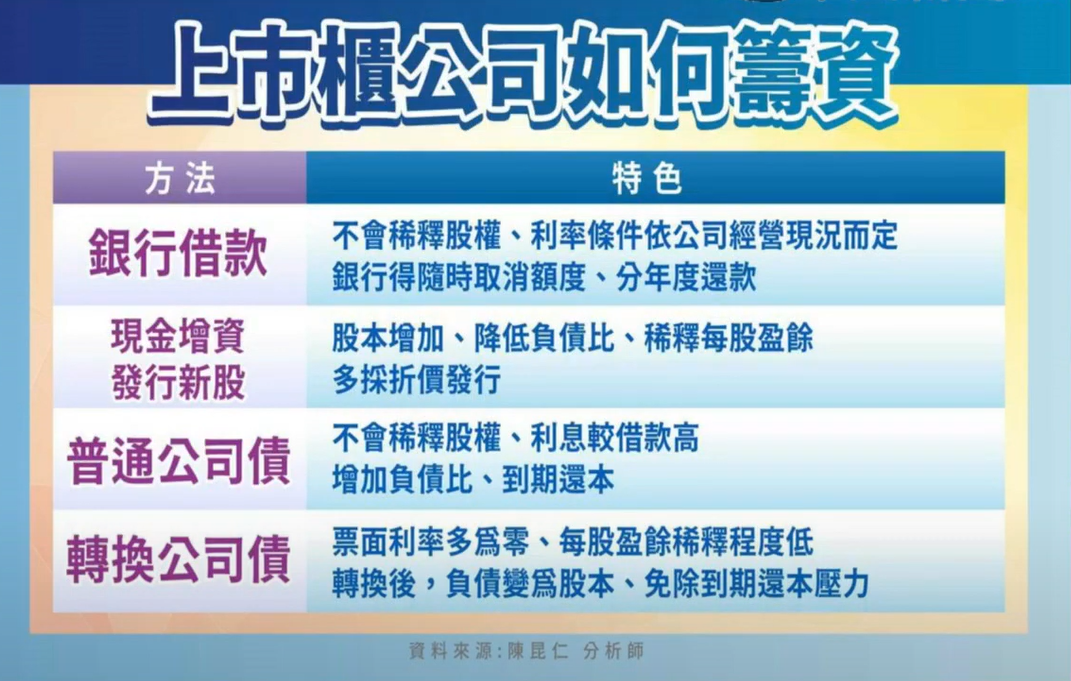 上市櫃公司如何籌資
方法
特色
銀行借款
不會稀釋股權、利率條件依公司經營現況而定
銀行得隨時取消額度、分年度還款
現金增資
發行新股
股本增加、降低負債比、稀釋每股盈餘
多採折價發行
普通公司債
不會稀釋股權、利息較借款高
增加負債比、到期還本
轉換公司債
票面利率多為零、每股盈餘稀釋程度低
轉換後，負債變為股本、免除到期還本壓力
資料來源:陳昆仁 分析師